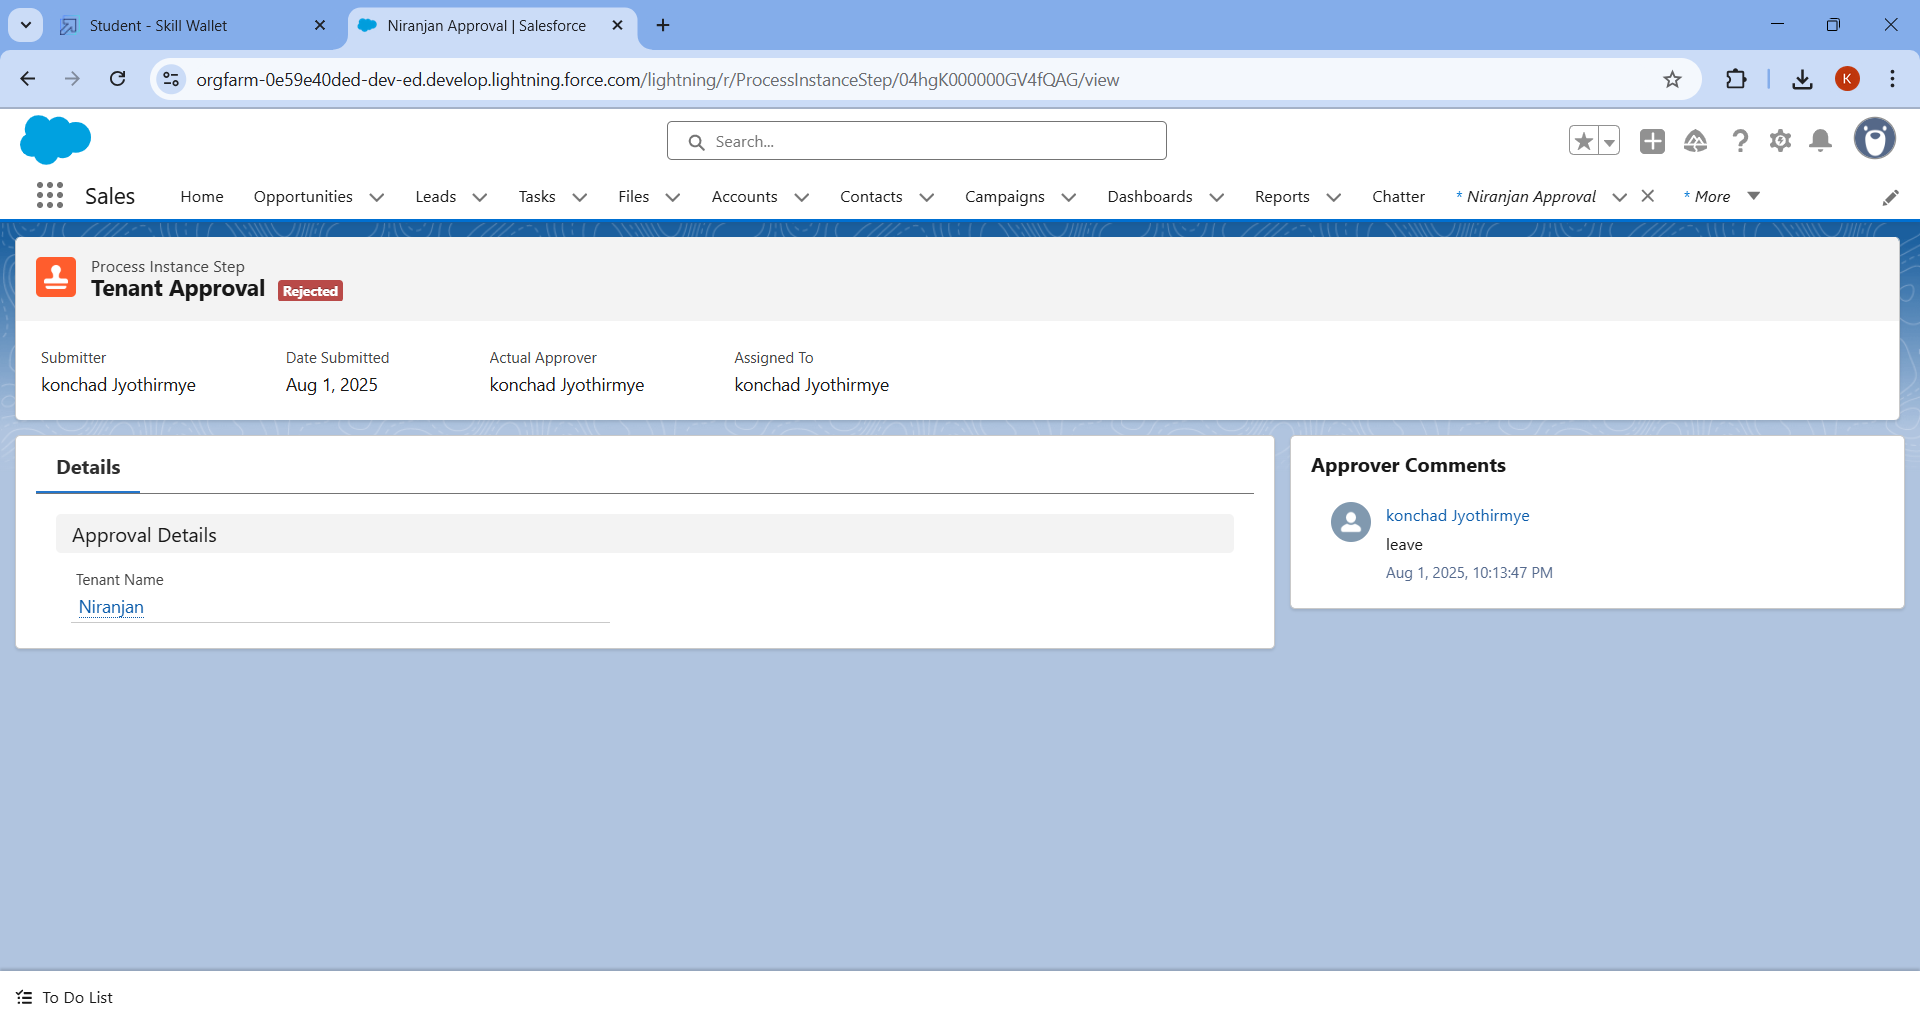 Student - Skill Wallet
Niranjan Approval | Salesforce
orgfarm-0e59e40ded-dev-ed.develop.lightning.force.com/lightning/r/ProcessInstanceStep/04hgK000000GV4fQAG/view
K
Search...
Sales
Home
Opportunities
Leads
Tasks
Files
Accounts
Contacts
Campaigns
Dashboards
Reports
Chatter
* Niranjan Approval
* More
Process Instance Step
Tenant Approval Rejected
Submitter
konchad Jyothirmye
Date Submitted
Aug 1, 2025
Actual Approver
konchad Jyothirmye
Assigned To
konchad Jyothirmye
Details
Approval Details
Tenant Name
Niranjan
Approver Comments
konchad Jyothirmye
leave
Aug 1, 2025, 10:13:47 PM
To Do List